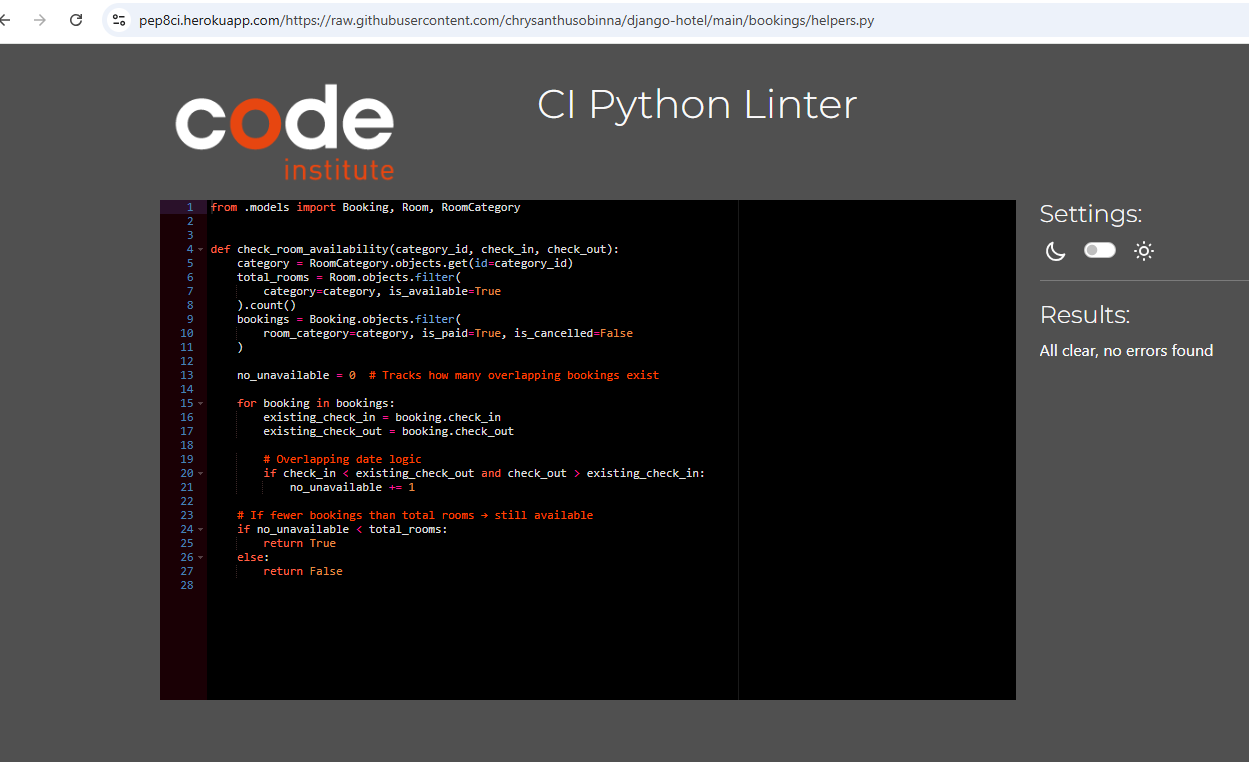 pep8ci.herokuapp.com/https://raw.githubusercontent.com/chrysanthusobinna/django-hotel/main/bookings/helpers.py
code
institute
CI Python Linter
1 from .models import Booking, Room, RoomCategory
2
3
4 def check_room_availability(category_id, check_in, check_out):
5     category = RoomCategory.objects.get(id=category_id)
6     total_rooms = Room.objects.filter(
7         category=category, is_available=True
8     ).count()
9     bookings = Booking.objects.filter(
10         room_category=category, is_paid=True, is_cancelled=False
11     )
12
13     no_unavailable = 0  # Tracks how many overlapping bookings exist
14
15     for booking in bookings:
16         existing_check_in = booking.check_in
17         existing_check_out = booking.check_out
18
19         # Overlapping date logic
20         if check_in < existing_check_out and check_out > existing_check_in:
21             no_unavailable += 1
22
23     # If fewer bookings than total rooms → still available
24     if no_unavailable < total_rooms:
25         return True
26     else:
27         return False
28
Settings:
Results:
All clear, no errors found